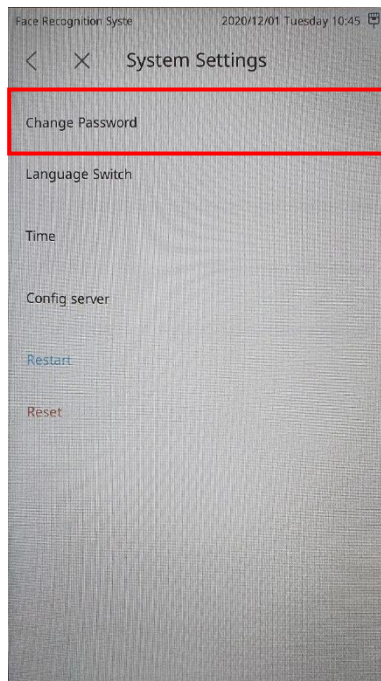 Face Recognition Syste 2020/12/01 Tuesday 10:45
System Settings
Change Password
Language Switch
Time
Config server
Restart
Reset